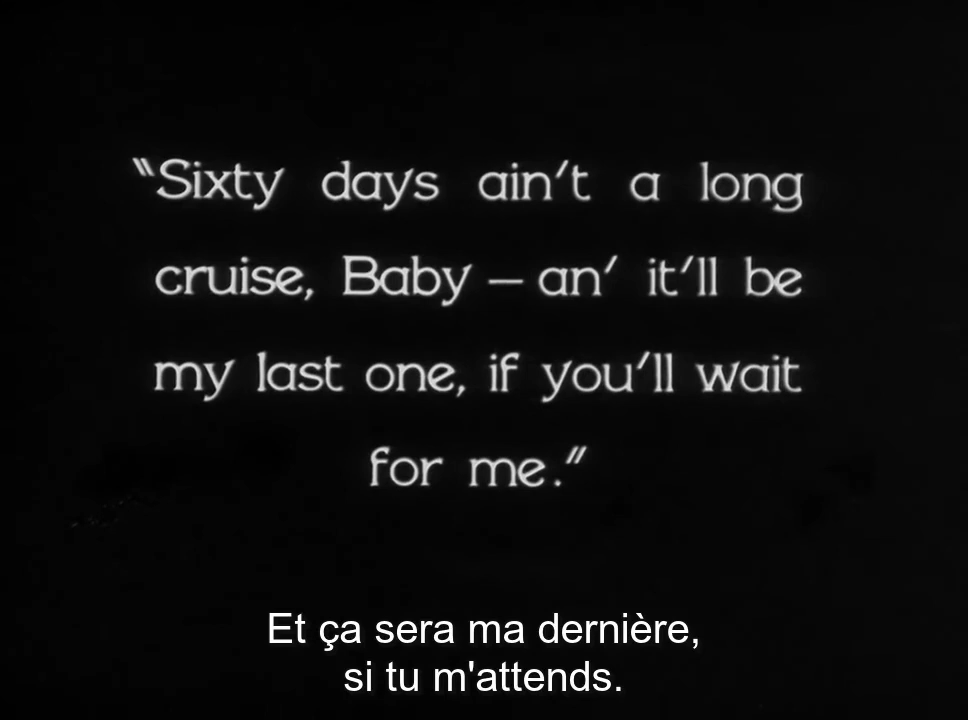 "Sixty days ain't a long
cruise, Baby — an' it'll be
my last one, if you'll wait
for me."
Et ça sera ma dernière,
si tu m'attends.